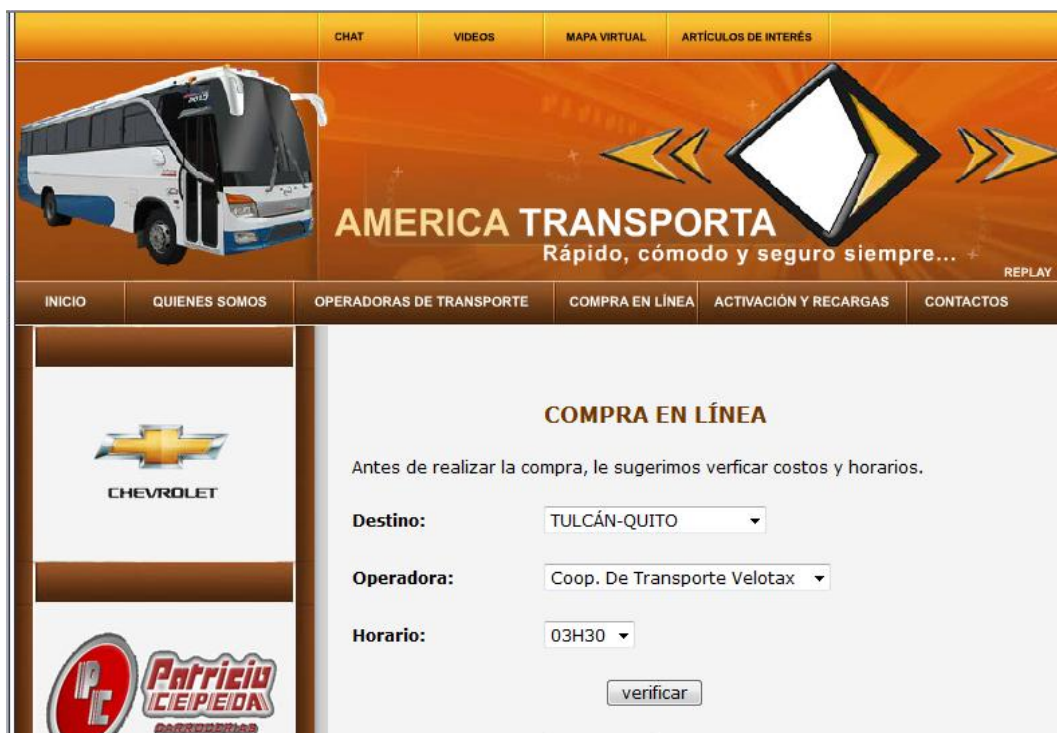 CHAT VIDEOS MAPA VIRTUAL ARTÍCULOS DE INTERÉS
AMERICA TRANSPORTA
Rápido, cómodo y seguro siempre...
REPLAY
INICIO QUIENES SOMOS OPERADORAS DE TRANSPORTE COMPRA EN LÍNEA ACTIVACIÓN Y RECARGAS CONTACTOS
CHEVROLET
PC Patricio
CEPEDA
CARROCERIAS
COMPRA EN LÍNEA
Antes de realizar la compra, le sugerimos verficar costos y horarios.
Destino: TULCÁN-QUITO
Operadora: Coop. De Transporte Velotax
Horario: 03H30
verificar